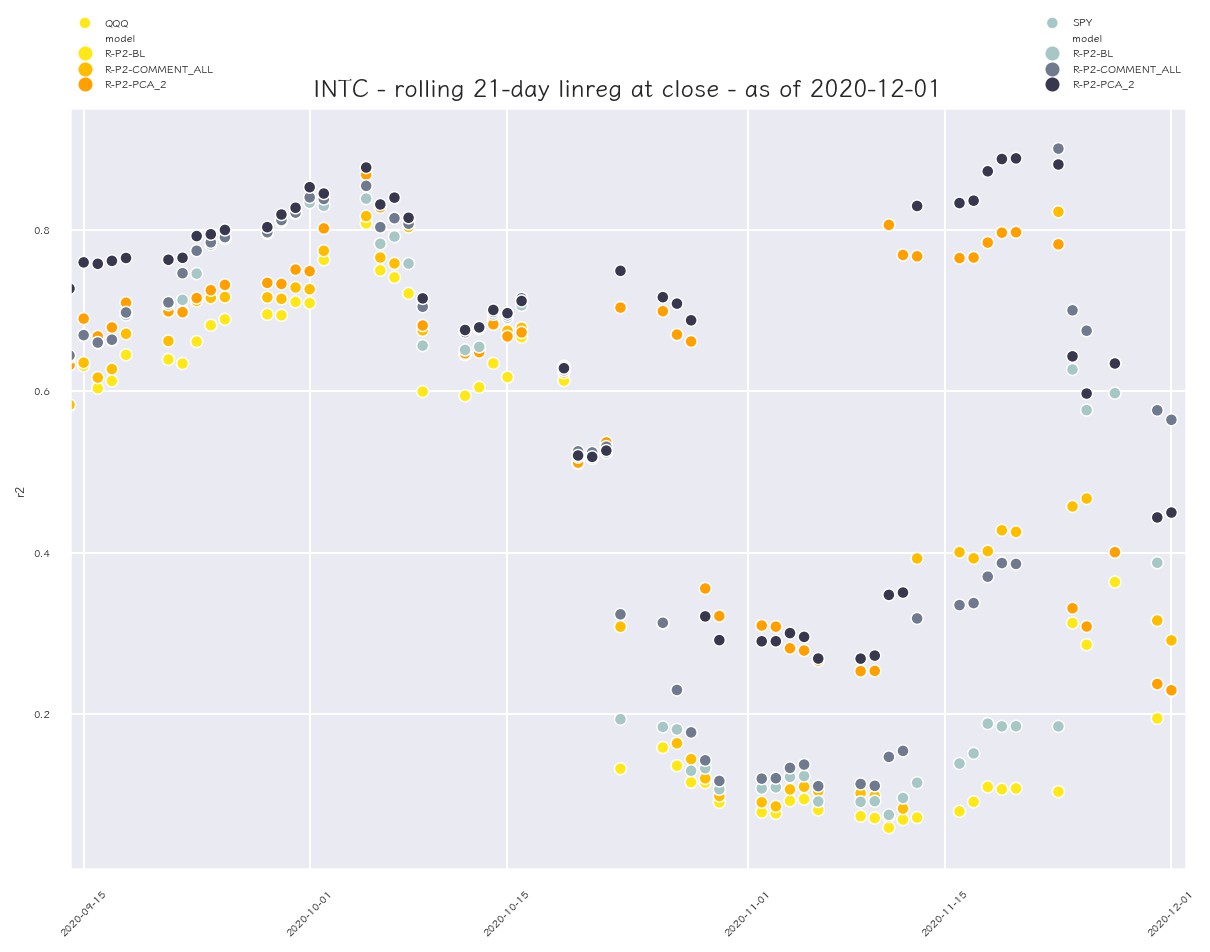 QQQ
model
R-P2-BL
R-P2-COMMENT_ALL
R-P2-PCA_2
SPY
model
R-P2-BL
R-P2-COMMENT_ALL
R-P2-PCA_2
INTC - rolling 21-day linreg at close - as of 2020-12-01
r2
0.8
0.6
0.4
0.2
2020-09-15
2020-10-01
2020-10-15
2020-11-01
2020-11-15
2020-12-01